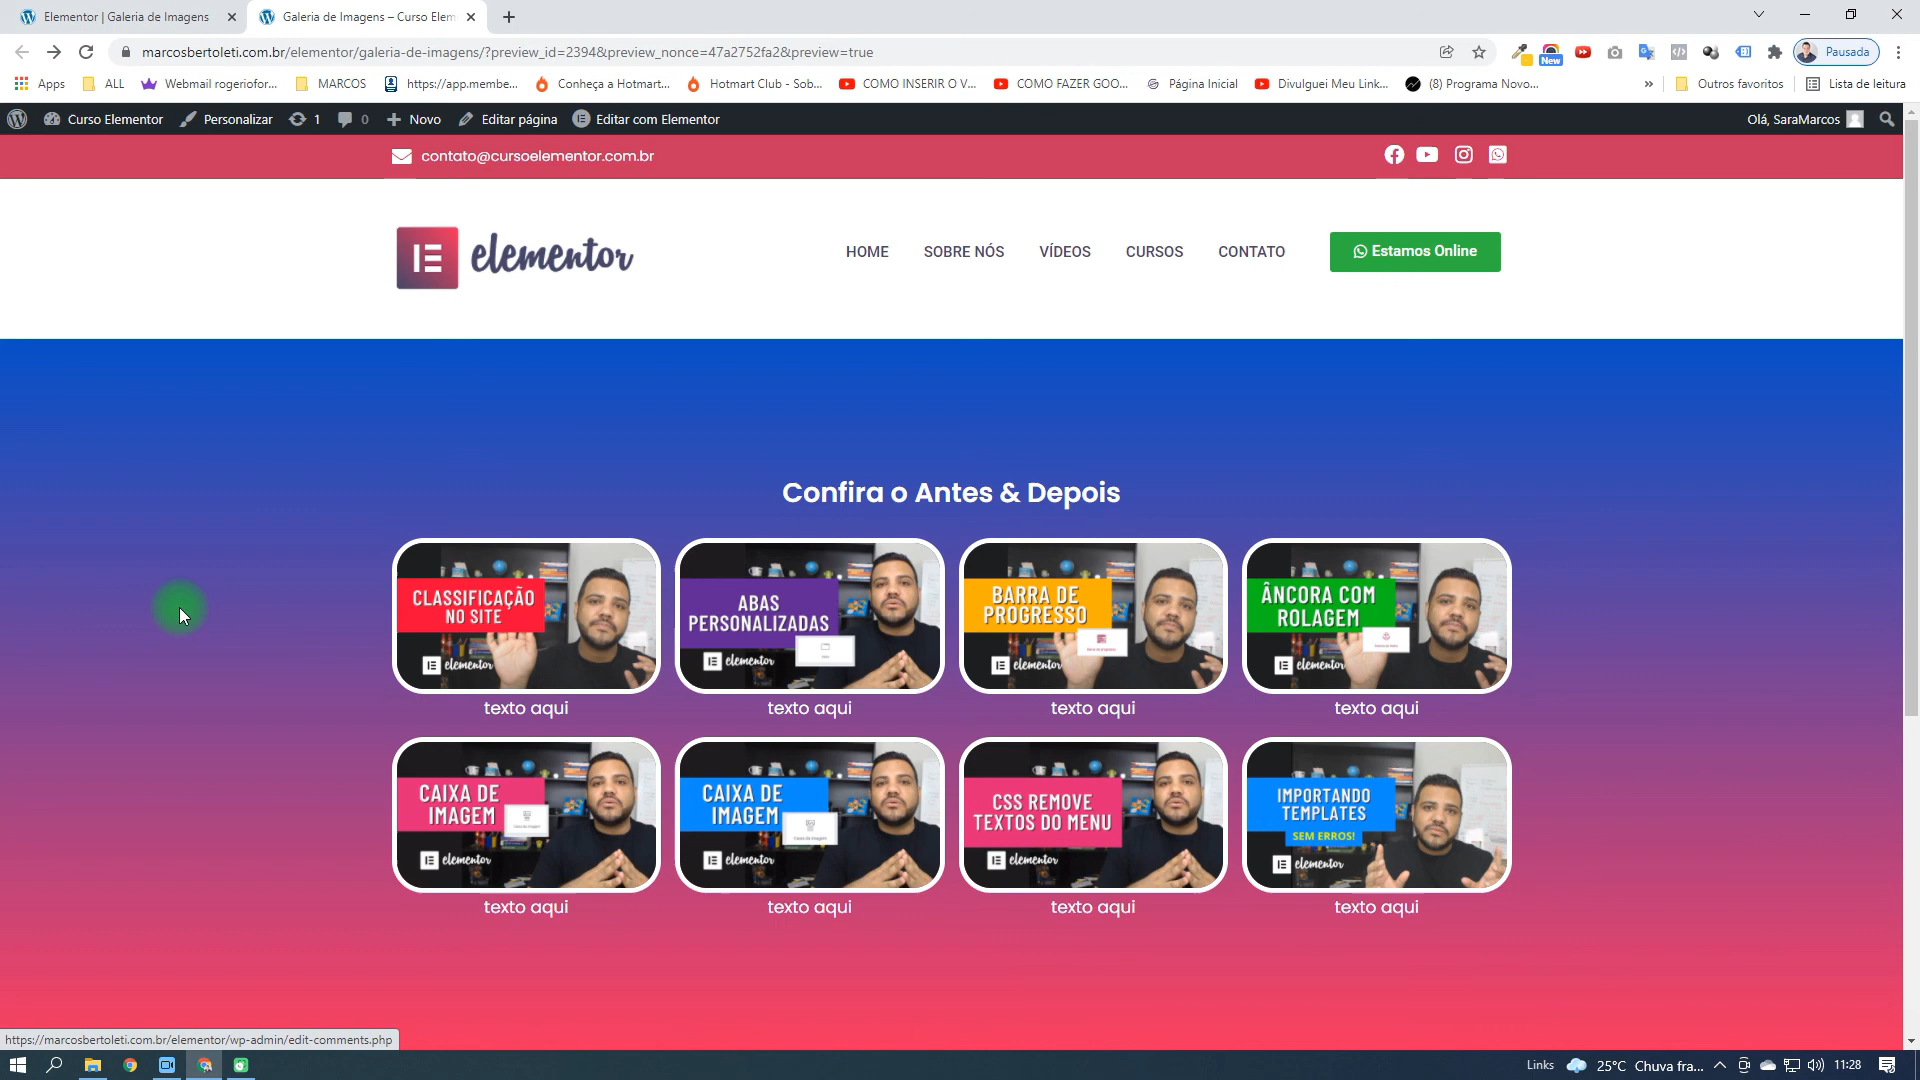 Elementor | Galeria de Imagens
Galeria de Imagens – Curso Elem
marcosbertoleti.com.br/elementor/galeria-de-imagens/?preview_id=2394&preview_nonce=47a2752fa2&preview=true
New
Pausada
Apps
ALL
Webmail rogeriofor...
MARCOS
https://app.membe...
Conheça a Hotmart...
Hotmart Club - Sob...
COMO INSERIR O V...
COMO FAZER GOO...
Página Inicial
Divulguei Meu Link...
(8) Programa Novo...
»
Outros favoritos
Lista de leitura
Curso Elementor
Personalizar
1
0
Novo
Editar página
Editar com Elementor
Olá, SaraMarcos
contato@cursoelementor.com.br
elementor
HOME
SOBRE NÓS
VÍDEOS
CURSOS
CONTATO
Estamos Online
Confira o Antes & Depois
CLASSIFICAÇÃO
NO SITE
elementor
ABAS
PERSONALIZADAS
elementor
BARRA DE
PROGRESSO
elementor
ÂNCORA COM
ROLAGEM
elementor
texto aqui
texto aqui
texto aqui
texto aqui
CAIXA DE
IMAGEM
elementor
CAIXA DE
IMAGEM
elementor
CSS REMOVE
TEXTOS DO MENU
elementor
IMPORTANDO
TEMPLATES
SEM ERROS!
elementor
texto aqui
texto aqui
texto aqui
texto aqui
https://marcosbertoleti.com.br/elementor/wp-admin/edit-comments.php
Links
25°C Chuva fra...
11:28